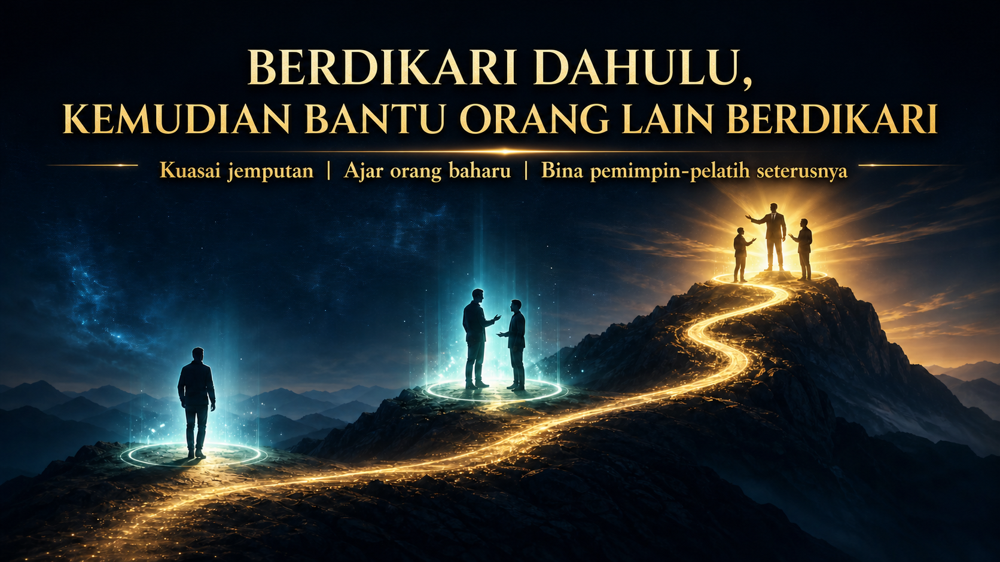 BERDIKARI DAHULU,
KEMUDIAN BANTU ORANG LAIN BERDIKARI
Kuasai jemputan | Ajar orang baharu | Bina pemimpin-pelatih seterusnya